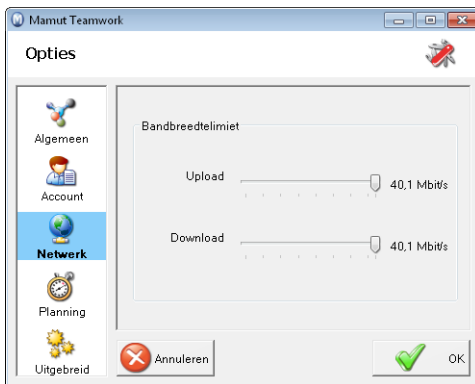 Mamut Teamwork
Opties
Algemeen
Account
Netwerk
Planning
Uitgebreid
Bandbreedtelimiet
Upload
40,1 Mbit/s
Download
40,1 Mbit/s
Annuleren
OK